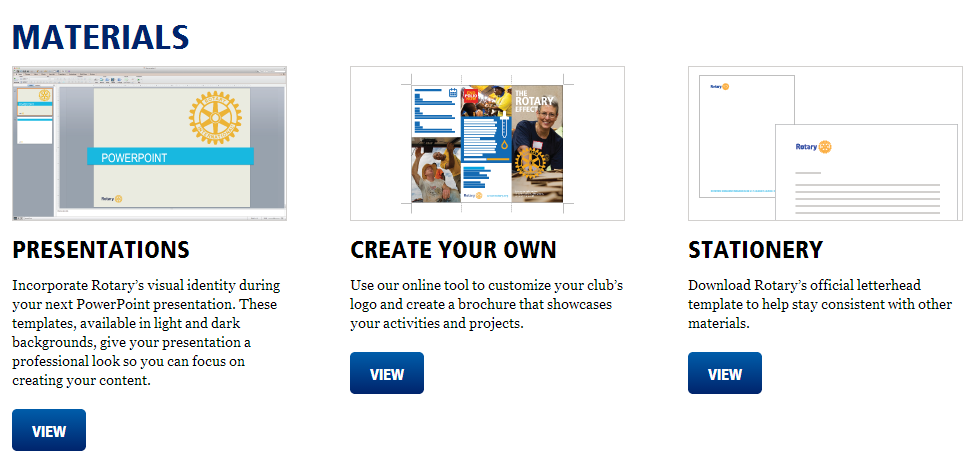 MATERIALS
POWERPOINT
Rotary
THE
ROTARY
EFFECT
Rotary
Rotary
Rotary
PRESENTATIONS
Incorporate Rotary’s visual identity during
your next PowerPoint presentation. These
templates, available in light and dark
backgrounds, give your presentation a
professional look so you can focus on
creating your content.
VIEW
CREATE YOUR OWN
Use our online tool to customize your club’s
logo and create a brochure that showcases
your activities and projects.
VIEW
STATIONERY
Download Rotary’s official letterhead
template to help stay consistent with other
materials.
VIEW